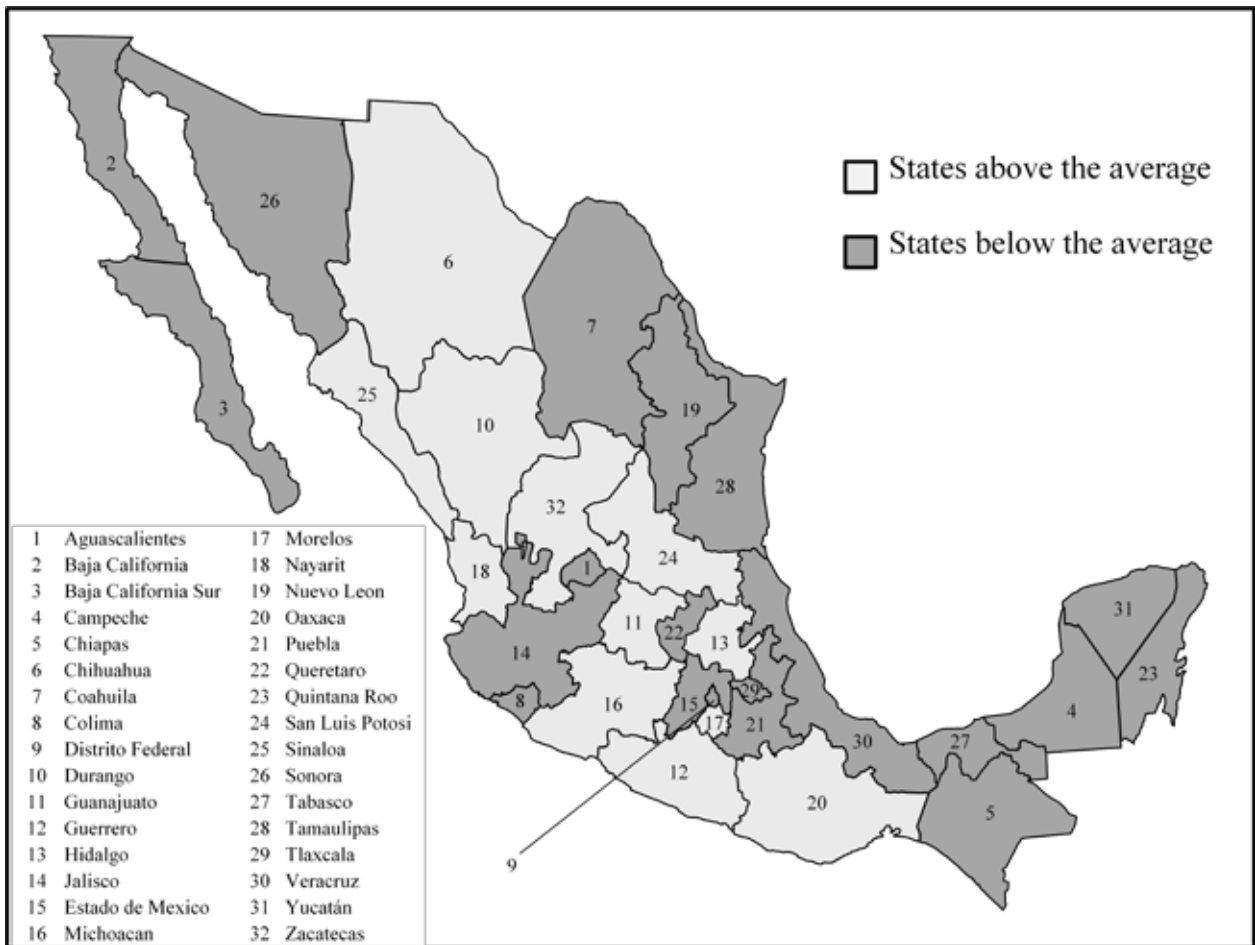 States above the average
States below the average
2
26
6
7
3
25
10
19
28
32
24
18
1
11
22
13
14
8
16
15
29
17
21
12
20
30
27
4
31
23
5
9
1 Aguascalientes 17 Morelos
2 Baja California 18 Nayarit
3 Baja California Sur 19 Nuevo Leon
4 Campeche 20 Oaxaca
5 Chiapas 21 Puebla
6 Chihuahua 22 Queretaro
7 Coahuila 23 Quintana Roo
8 Colima 24 San Luis Potosi
9 Distrito Federal 25 Sinaloa
10 Durango 26 Sonora
11 Guanajuato 27 Tabasco
12 Guerrero 28 Tamaulipas
13 Hidalgo 29 Tlaxcala
14 Jalisco 30 Veracruz
15 Estado de Mexico 31 Yucatán
16 Michoacan 32 Zacatecas